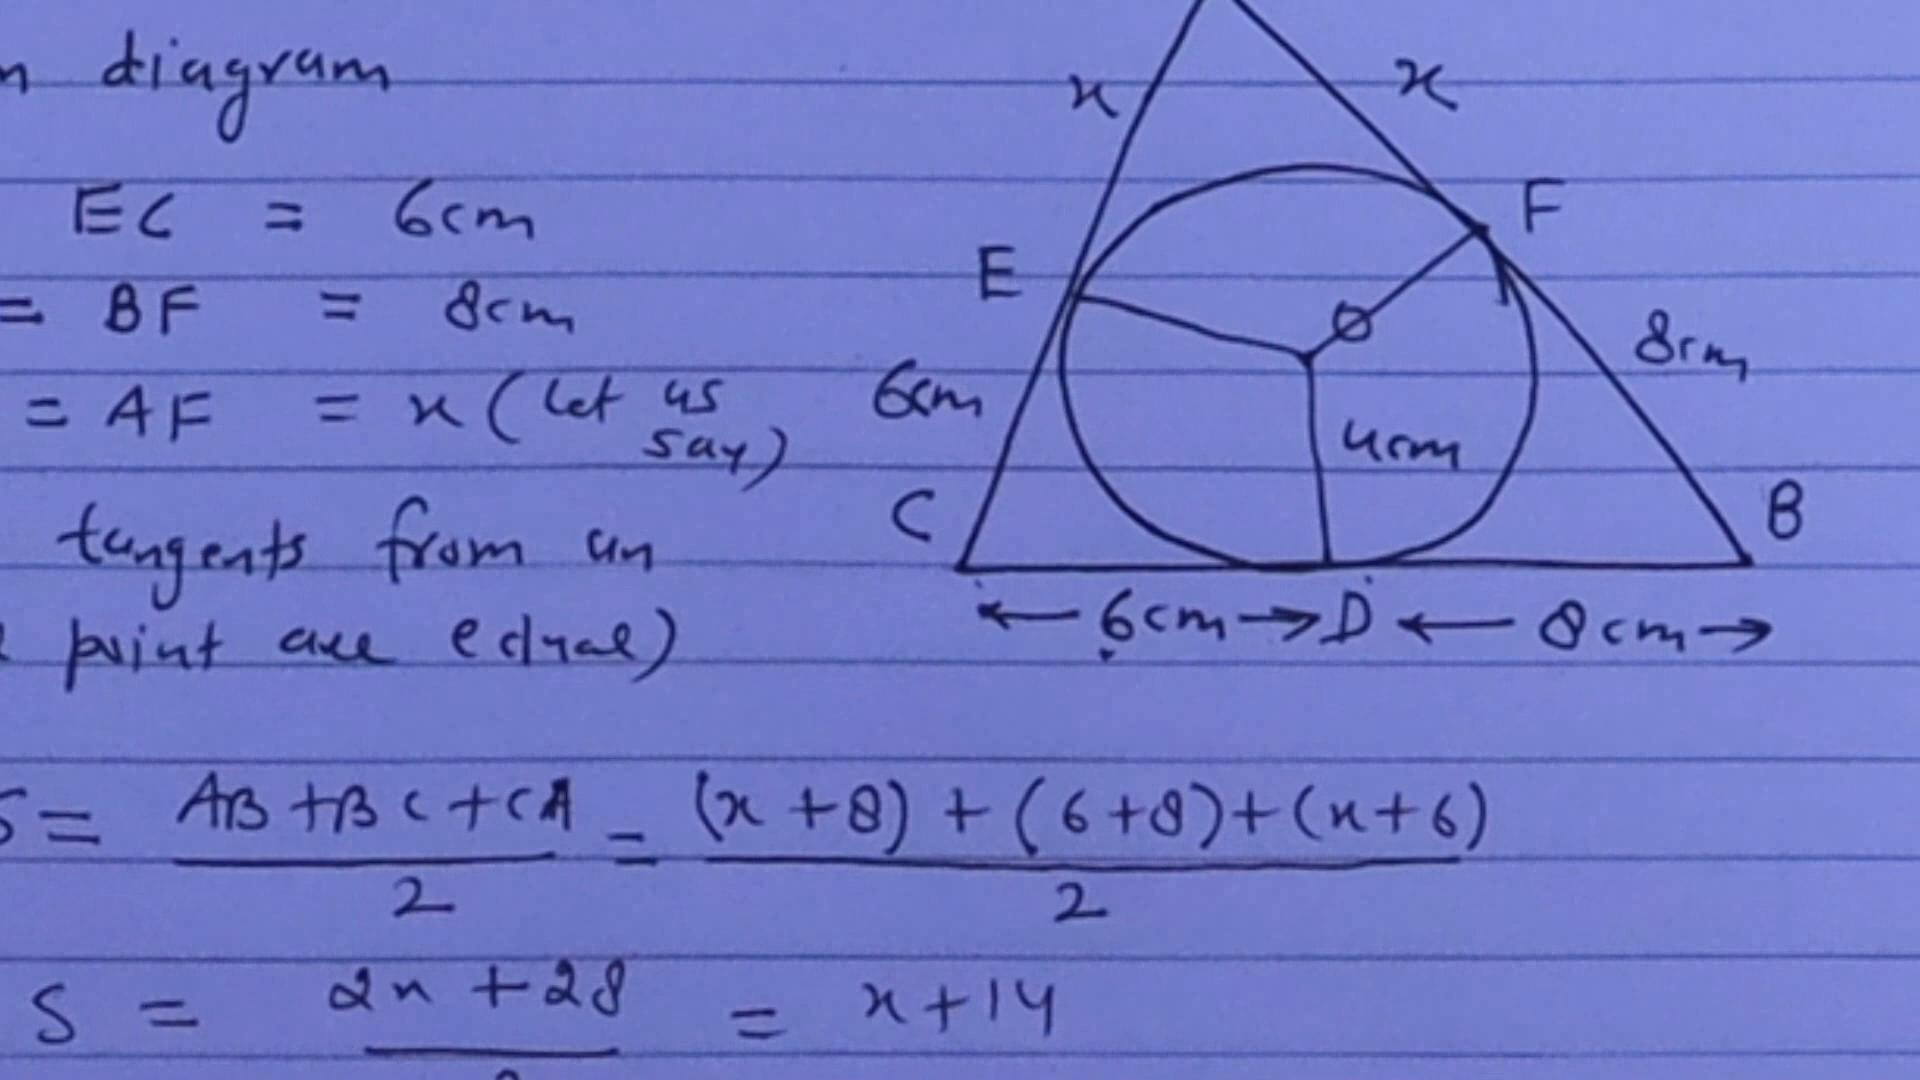 n diagram
EC = 6cm
= BF = 8cm
= AF = x (let us say)
tangents from an
point are equal)
x
x
E
F
O
8cm
6cm
4cm
C
B
6cm D 8cm
S = AB + BC + CA / 2 = (x + 8) + (6 + 8) + (x + 6) / 2
S = 2x + 28 / 2 = x + 14